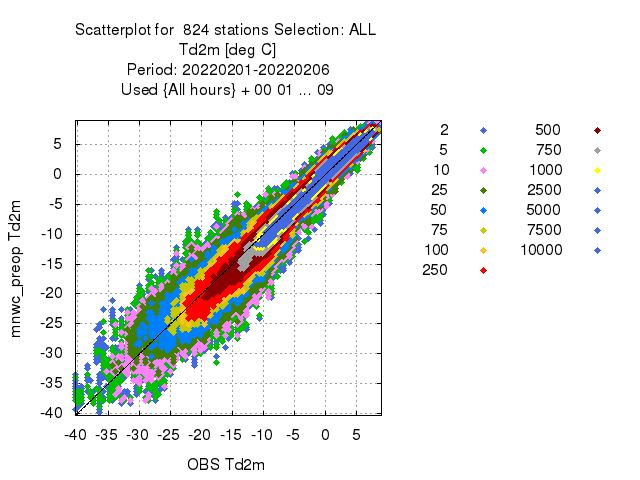 Scatterplot for 824 stations Selection: ALL
Td2m [deg C]
Period: 20220201-20220206
Used {All hours} + 00 01 ... 09
2 500
5 750
10 1000
25 2500
50 5000
75 7500
100 10000
250
mnwc_preop Td2m
5
0
-5
-10
-15
-20
-25
-30
-35
-40
-40 -35 -30 -25 -20 -15 -10 -5 0 5
OBS Td2m